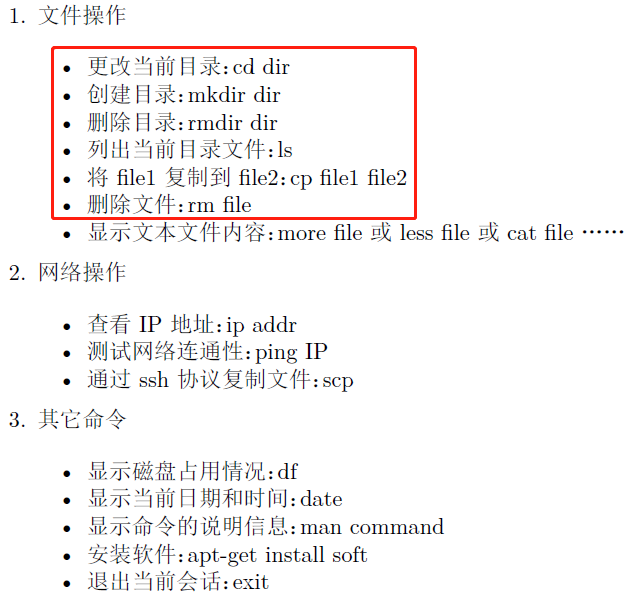 1. 文件操作
• 更改当前目录:cd dir
• 创建目录:mkdir dir
• 删除目录:rmdir dir
• 列出当前目录文件:ls
• 将 file1 复制到 file2:cp file1 file2
• 删除文件:rm file
• 显示文本文件内容:more file 或 less file 或 cat file ⋯⋯
2. 网络操作
• 查看 IP 地址:ip addr
• 测试网络连通性:ping IP
• 通过 ssh 协议复制文件:scp
3. 其它命令
• 显示磁盘占用情况:df
• 显示当前日期和时间:date
• 显示命令的说明信息:man command
• 安装软件:apt-get install soft
• 退出当前会话:exit